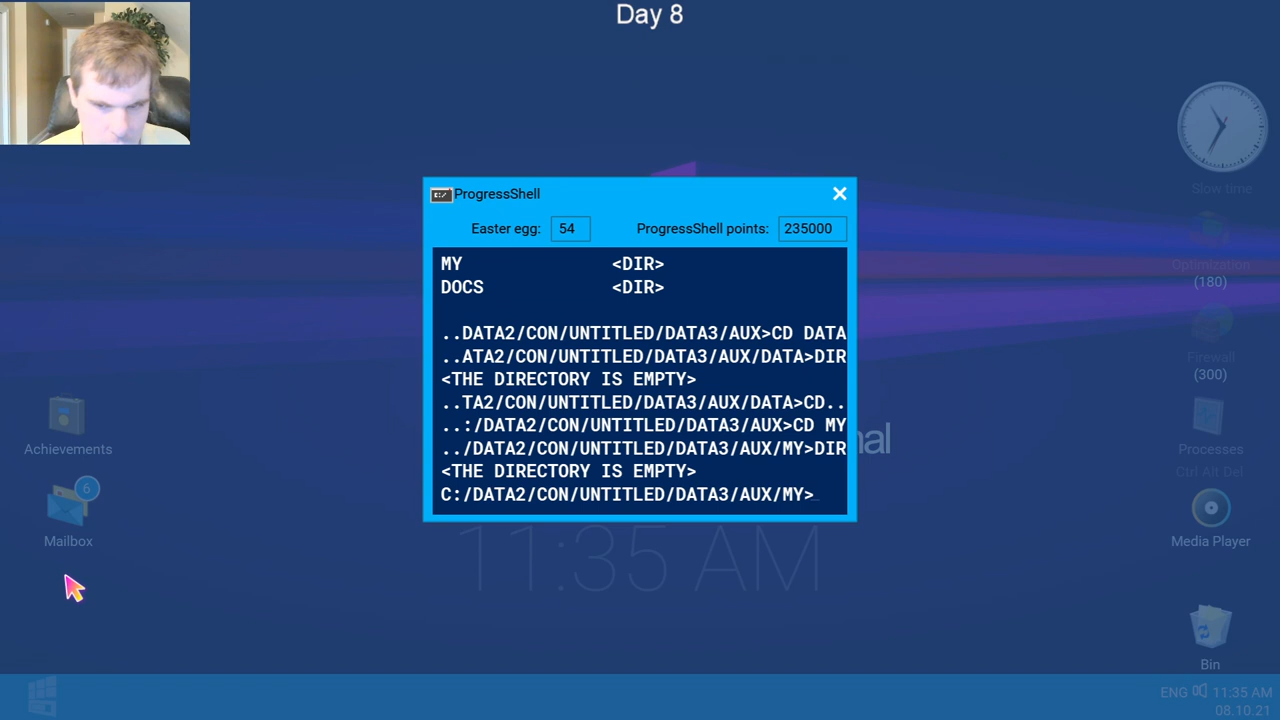 Day 8
ProgressShell
Easter egg: 54 ProgressShell points: 235000
MY <DIR>
DOCS <DIR>
..DATA2/CON/UNTITLED/DATA3/AUX>CD DATA
..ATA2/CON/UNTITLED/DATA3/AUX/DATA>DIR
<THE DIRECTORY IS EMPTY>
..TA2/CON/UNTITLED/DATA3/AUX/DATA>CD..
..:/DATA2/CON/UNTITLED/DATA3/AUX>CD MY
../DATA2/CON/UNTITLED/DATA3/AUX/MY>DIR
<THE DIRECTORY IS EMPTY>
C:/DATA2/CON/UNTITLED/DATA3/AUX/MY>_
nal
11:35 AM
Achievements
6
Mailbox
Slow time
Optimization
(180)
Firewall
(300)
Processes
Ctrl Alt Del
Media Player
Bin
ENG 11:35 AM
08.10.21